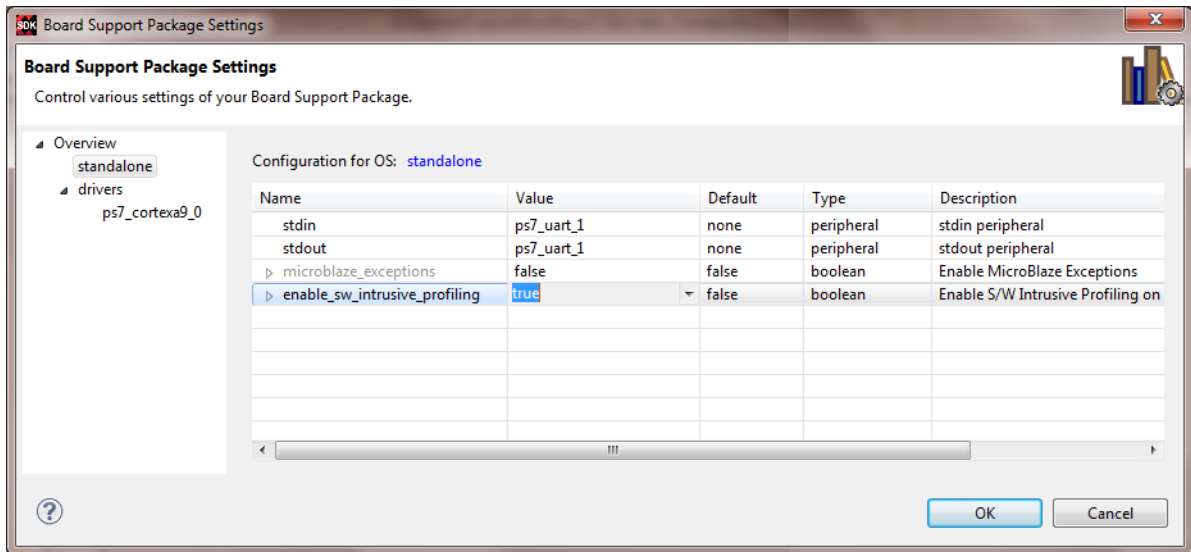 SDK Board Support Package Settings
Board Support Package Settings
Control various settings of your Board Support Package.
Overview
standalone
drivers
ps7_cortexa9_0
Configuration for OS: standalone
Name Value Default Type Description
stdin ps7_uart_1 none peripheral stdin peripheral
stdout ps7_uart_1 none peripheral stdout peripheral
microblaze_exceptions false false boolean Enable MicroBlaze Exceptions
enable_sw_intrusive_profiling true false boolean Enable S/W Intrusive Profiling on
OK Cancel